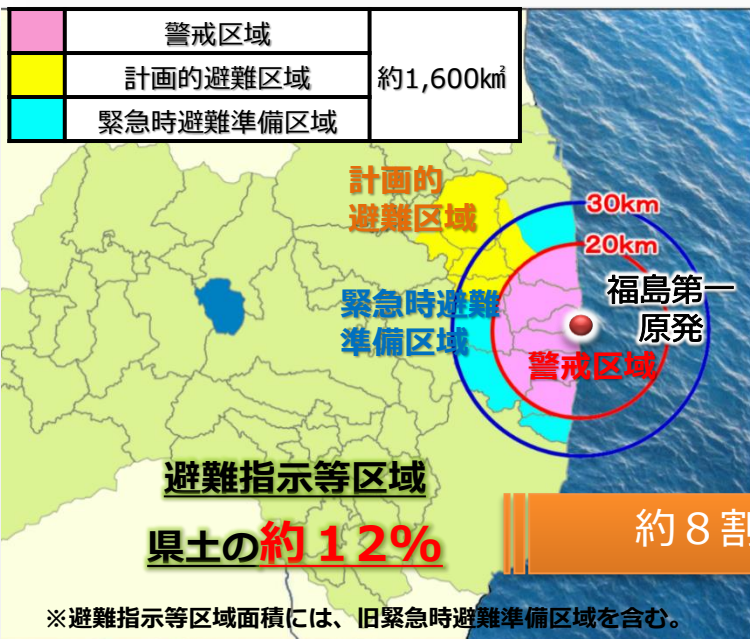 警戒区域
計画的避難区域
約1,600㎢
緊急時避難準備区域
計画的
避難区域
30km
20km
福島第一
原発
緊急時避難
準備区域
警戒区域
避難指示等区域
県土の約１２%
約８割
※避難指示等区域面積には、旧緊急時避難準備区域を含む。